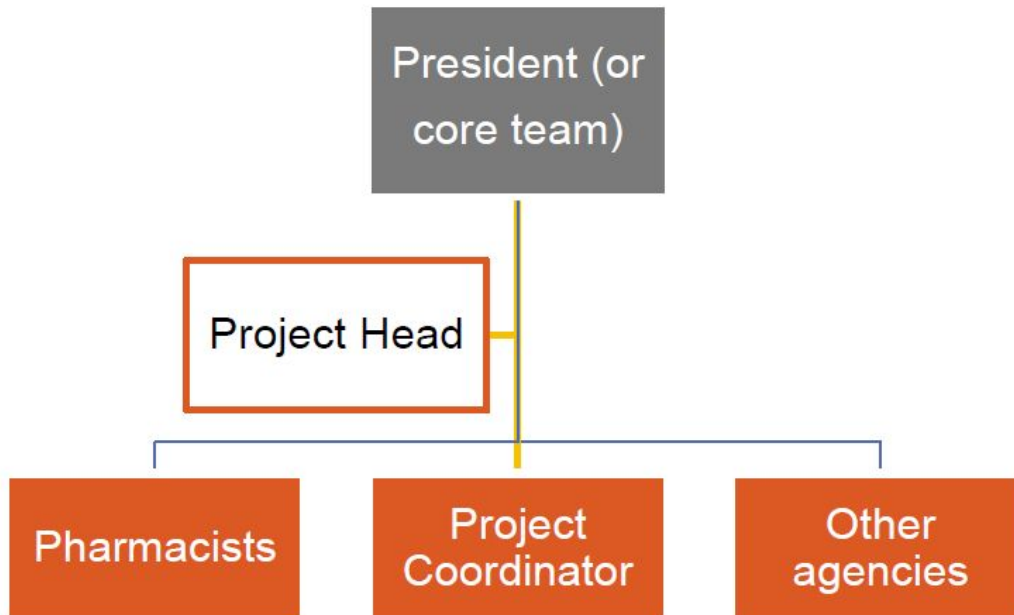 President (or
core team)
Project Head
Pharmacists
Project
Coordinator
Other
agencies